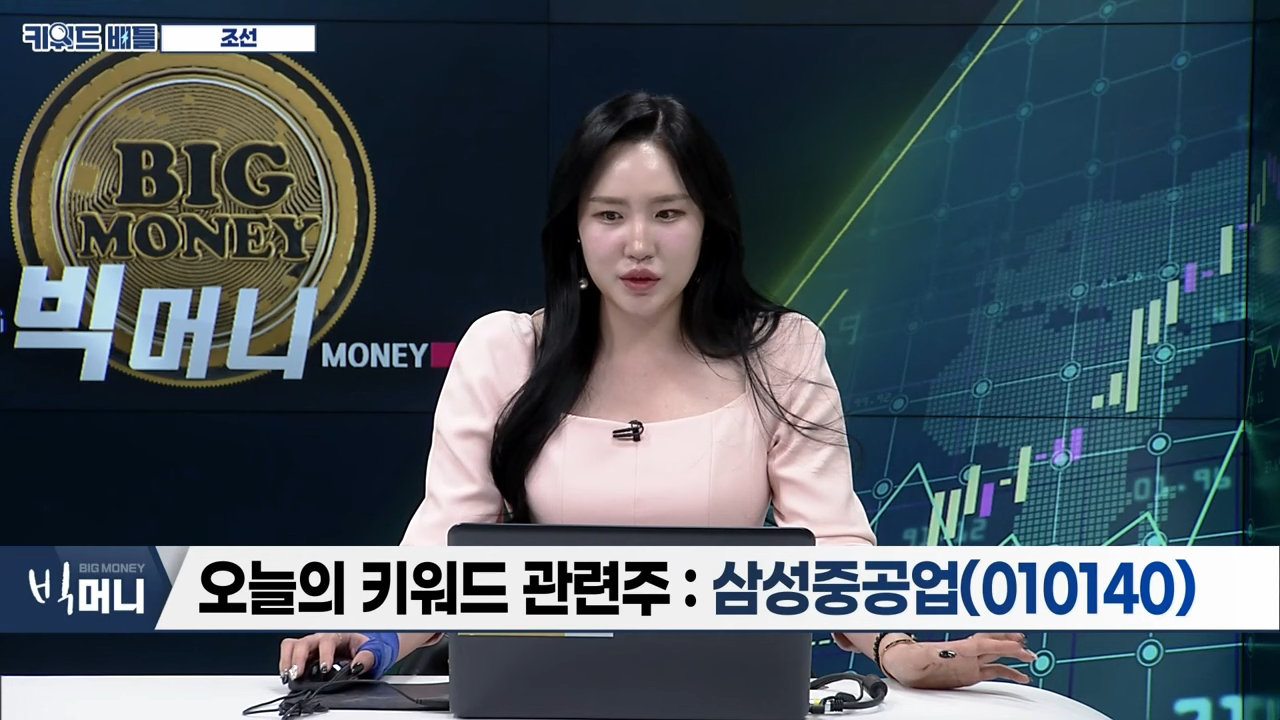 키워드 배틀 조선
BIG
MONEY
빅머니 MONEY
BIG MONEY
빅머니
오늘의 키워드 관련주 : 삼성중공업(010140)